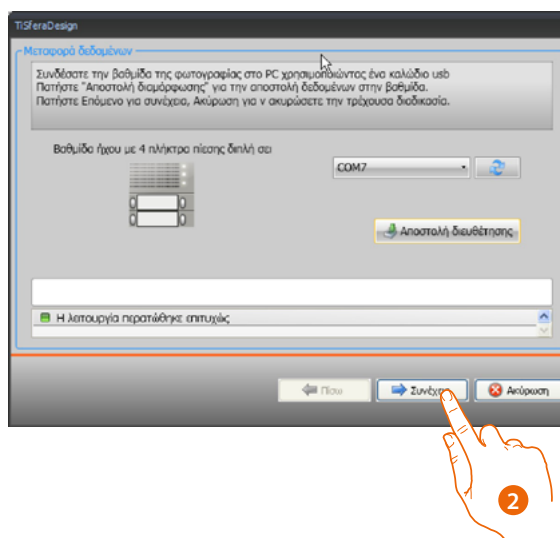 TiSferaDesign
Μεταφορά δεδομένων
Συνδέσατε την βαθμίδα της φωτογραφίας στο PC χρησιμοποιώντας ένα καλώδιο usb
Πατήστε "Αποστολή διαμόρφωσης" για την αποστολή δεδομένων στην βαθμίδα.
Πατήστε Επόμενο για συνέχεια, Ακύρωση για ν ακυρώσετε την τρέχουσα διαδικασία.
Βαθμίδα ήχου με 4 πλήκτρα πίεσης διπλή σει
COM7
Αποστολή διευθέτησης
Η λειτουργία περατώθηκε επιτυχώς
Πίσω
Συνέχεια
Ακύρωση
2